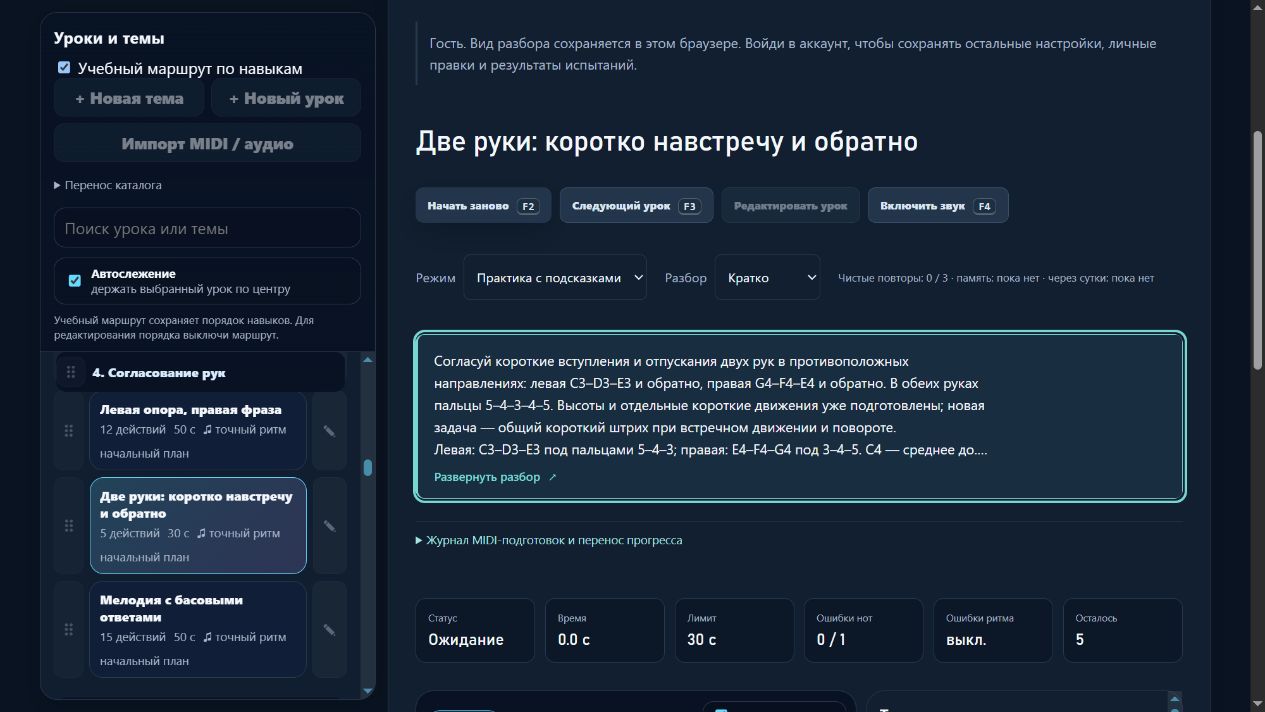 Уроки и темы
Учебный маршрут по навыкам
+ Новая тема
+ Новый урок
Импорт MIDI / аудио
Перенос каталога
Поиск урока или темы
Автослежение
держать выбранный урок по центру
Учебный маршрут сохраняет порядок навыков. Для
редактирования порядка выключи маршрут.
4. Согласование рук
Левая опора, правая фраза
12 действий 50 с ♫ точный ритм
начальный план
Две руки: коротко навстречу
и обратно
5 действий 30 с ♫ точный ритм
начальный план
Мелодия с басовыми
ответами
15 действий 50 с ♫ точный ритм
начальный план
Гость. Вид разбора сохраняется в этом браузере. Войди в аккаунт, чтобы сохранять остальные настройки, личные
правки и результаты испытаний.
Две руки: коротко навстречу и обратно
Начать заново F2
Следующий урок F3
Редактировать урок
Включить звук F4
Режим Практика с подсказками
Разбор Кратко
Чистые повторы: 0 / 3 · память: пока нет · через сутки: пока нет
Согласуй короткие вступления и отпускания двух рук в противоположных
направлениях: левая C3–D3–E3 и обратно, правая G4–F4–E4 и обратно. В обеих руках
пальцы 5–4–3–4–5. Высоты и отдельные короткие движения уже подготовлены; новая
задача — общий короткий штрих при встречном движении и повороте.
Левая: C3–D3–E3 под пальцами 5–4–3; правая: E4–F4–G4 под 3–4–5. C4 — среднее до....
Развернуть разбор ↗
Журнал MIDI-подготовок и перенос прогресса
Статус
Ожидание
Время
0.0 с
Лимит
30 с
Ошибки нот
0 / 1
Ошибки ритма
выкл.
Осталось
5